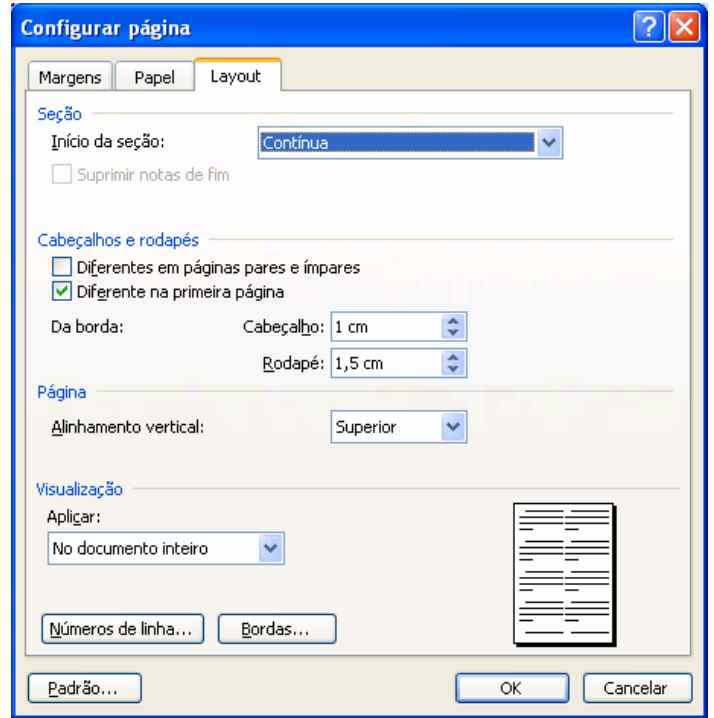 Configurar página
Margens Papel Layout
Seção
Início da seção: Contínua
Suprimir notas de fim
Cabeçalhos e rodapés
Diferentes em páginas pares e ímpares
Diferente na primeira página
Da borda: Cabeçalho: 1 cm
Rodapé: 1,5 cm
Página
Alinhamento vertical: Superior
Visualização
Aplicar:
No documento inteiro
Números de linha... Bordas...
Padrão... OK Cancelar